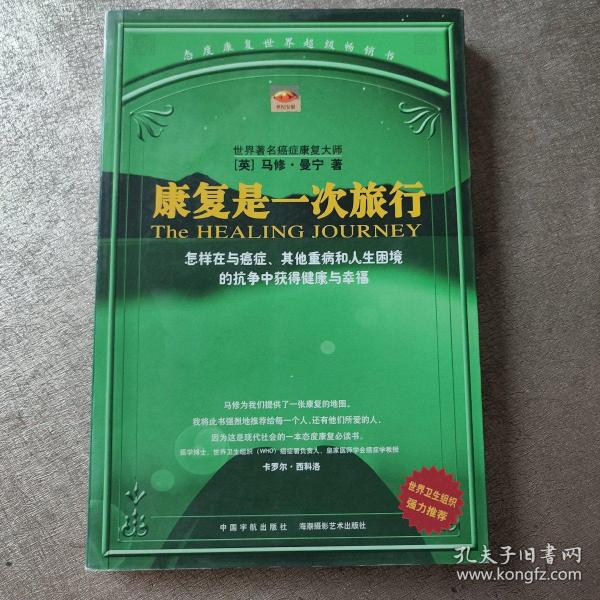 态度康复世界超级畅销书
世纪安耐
世界著名癌症康复大师
[英] 马修·曼宁 著
康复是一次旅行
The HEALING JOURNEY
怎样在与癌症、其他重病和人生困境
的抗争中获得健康与幸福
马修为我们提供了一张康复的地图。
我将此书强烈地推荐给每一个人,还有他们所爱的人,
因为这是现代社会的一本态度康复必读书。
医学博士、世界卫生组织(WHO)癌症署负责人、皇家医师学会癌症学教授
卡罗尔·西科洛
世界卫生组织
强力推荐
中国宇航出版社 海潮摄影艺术出版社
孔夫子旧书网
www.kongfz.com